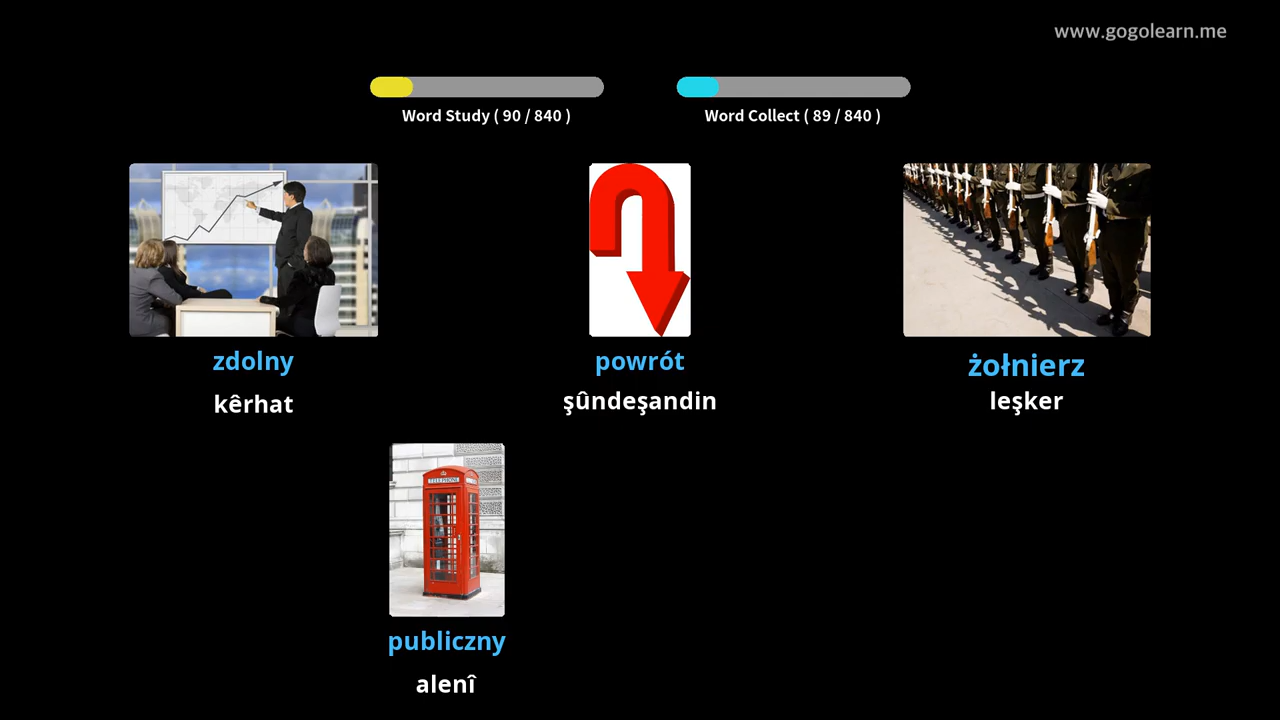 www.gogolearn.me
Word Study ( 90 / 840 )
Word Collect ( 89 / 840 )
zdolny
kêrhat
powrót
şûndeşandin
żołnierz
leşker
TELEPHONE
publiczny
alenî